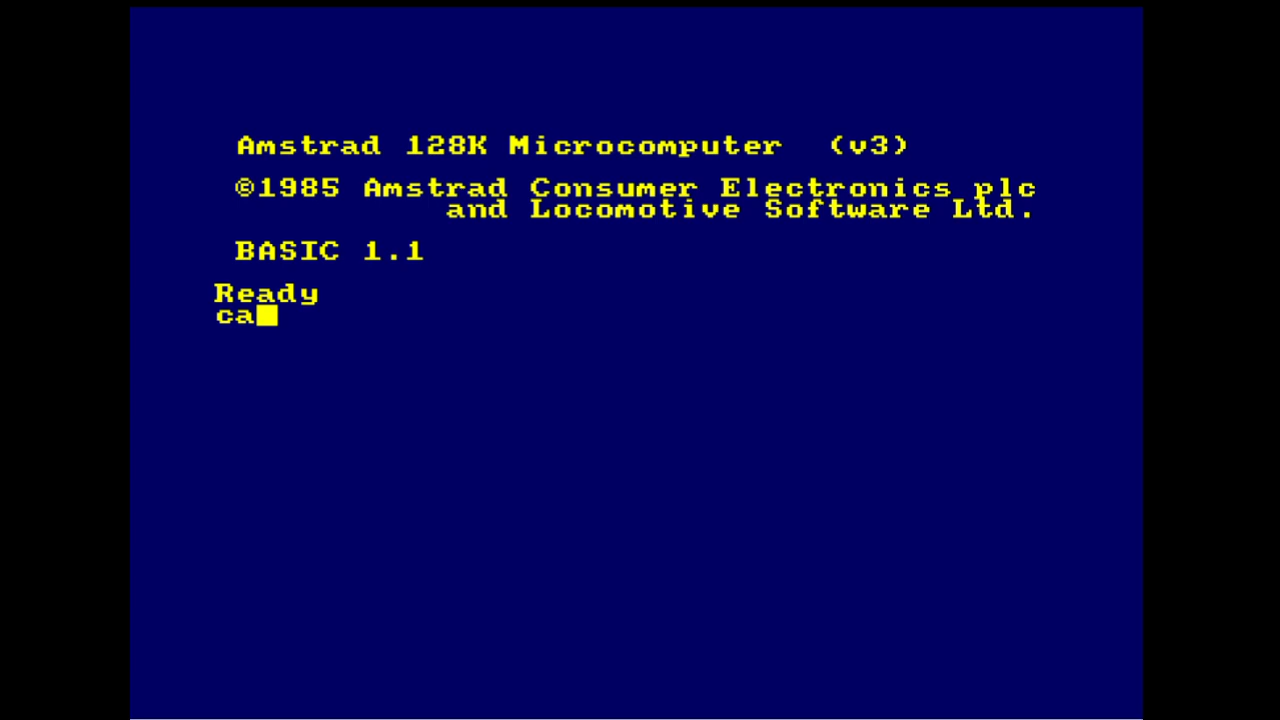 Amstrad 128K Microcomputer (v3)
©1985 Amstrad Consumer Electronics plc
and Locomotive Software Ltd.
BASIC 1.1
Ready
ca